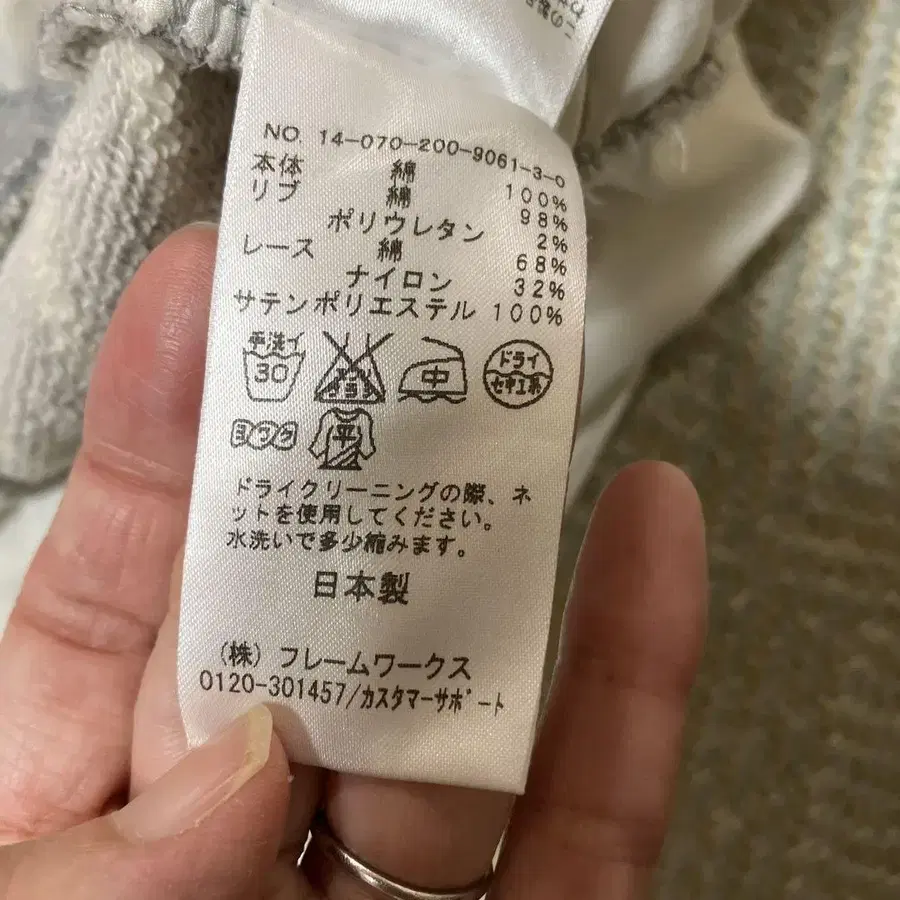 NO. 14-070-200-9061-3-0
本体 綿 100%
リブ 綿 98%
ポリウレタン 2%
レース 綿 68%
ナイロン 32%
サテンポリエステル 100%
手洗イ
30
中
ドライ
セキユ系
ヨワク
平
ドライクリーニングの際、ネ
ットを使用してください。
水洗いで多少縮みます。
日本製
(株) フレームワークス
0120-301457/カスタマーサポート